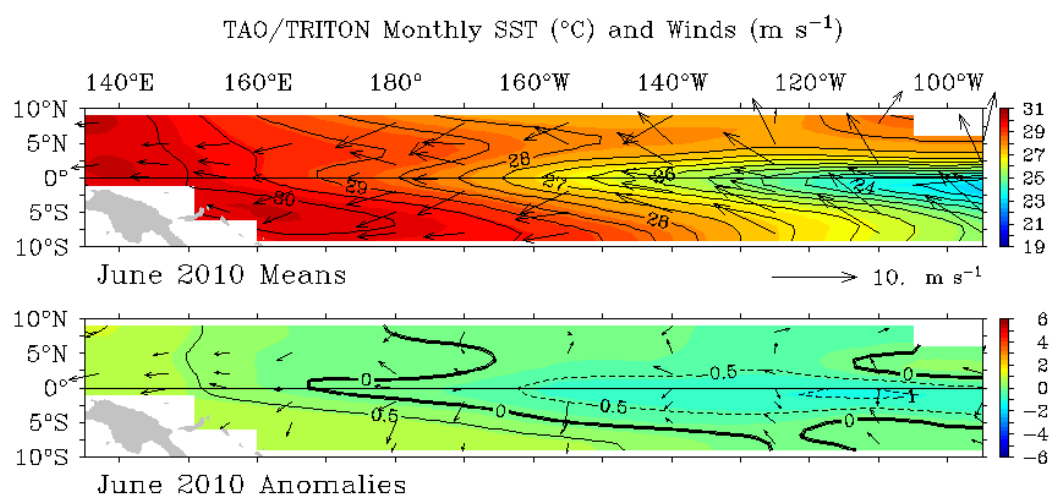 TAO/TRITON Monthly SST (°C) and Winds (m s⁻¹)
140°E 160°E 180° 160°W 140°W 120°W 100°W
10°N
5°N
0°
5°S
10°S
28
29
27
26
24
30
28
31
29
27
25
23
21
19
June 2010 Means
10. m s⁻¹
10°N
5°N
0°
5°S
10°S
0
0.5
0
0.5
0
0.5
1
0
6
4
2
0
-2
-4
-6
June 2010 Anomalies